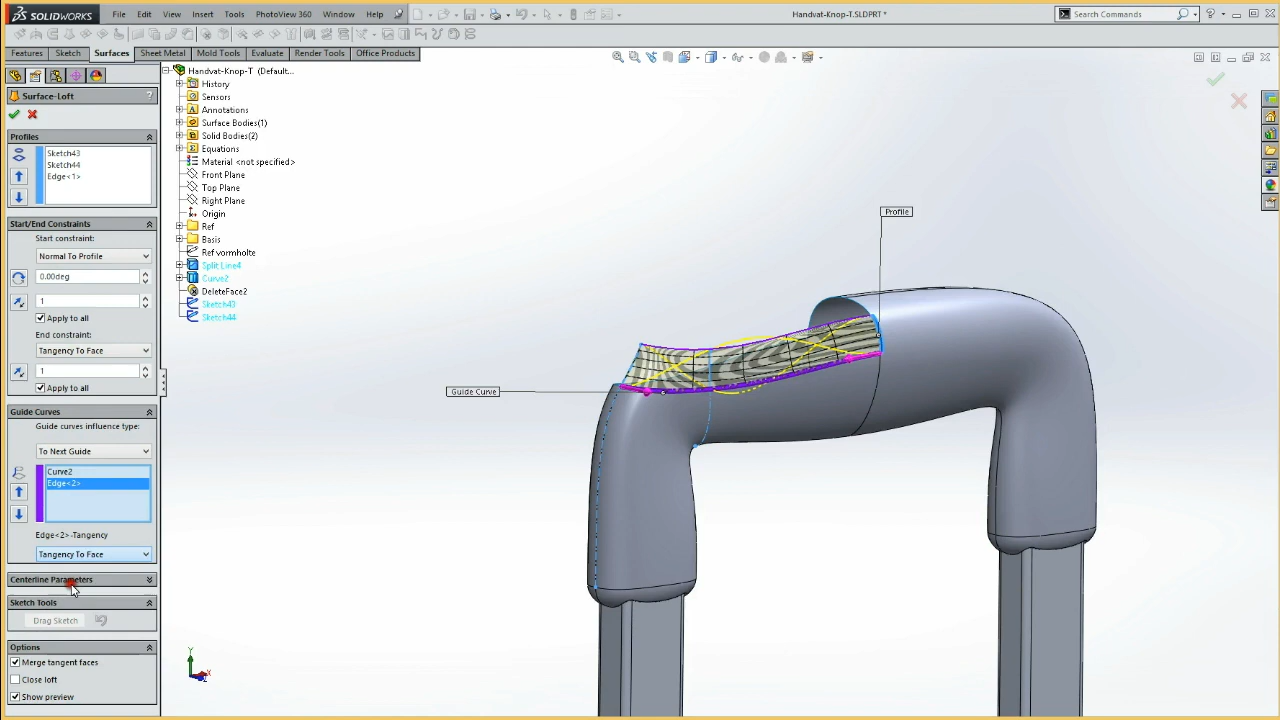 SOLIDWORKS
File Edit View Insert Tools PhotoView 360 Window Help
Handvat-Knop-T.SLDPRT *
Search Commands
Features Sketch Surfaces Sheet Metal Mold Tools Evaluate Render Tools Office Products
Surface-Loft ?
Profiles
Sketch43
Sketch44
Edge<1>
Start/End Constraints
Start constraint:
Normal To Profile
0.00deg
1
Apply to all
End constraint:
Tangency To Face
1
Apply to all
Guide Curves
Guide curves influence type:
To Next Guide
Curve2
Edge<2>
Edge<2>-Tangency
Tangency To Face
Centerline Parameters
Sketch Tools
Drag Sketch
Options
Merge tangent faces
Close loft
Show preview
Handvat-Knop-T (Default...
History
Sensors
Annotations
Surface Bodies(1)
Solid Bodies(2)
Equations
Material <not specified>
Front Plane
Top Plane
Right Plane
Origin
Ref
Basis
Ref vormholte
Split Line4
Curve2
DeleteFace2
Sketch43
Sketch44
Profile
Guide Curve
Y
X